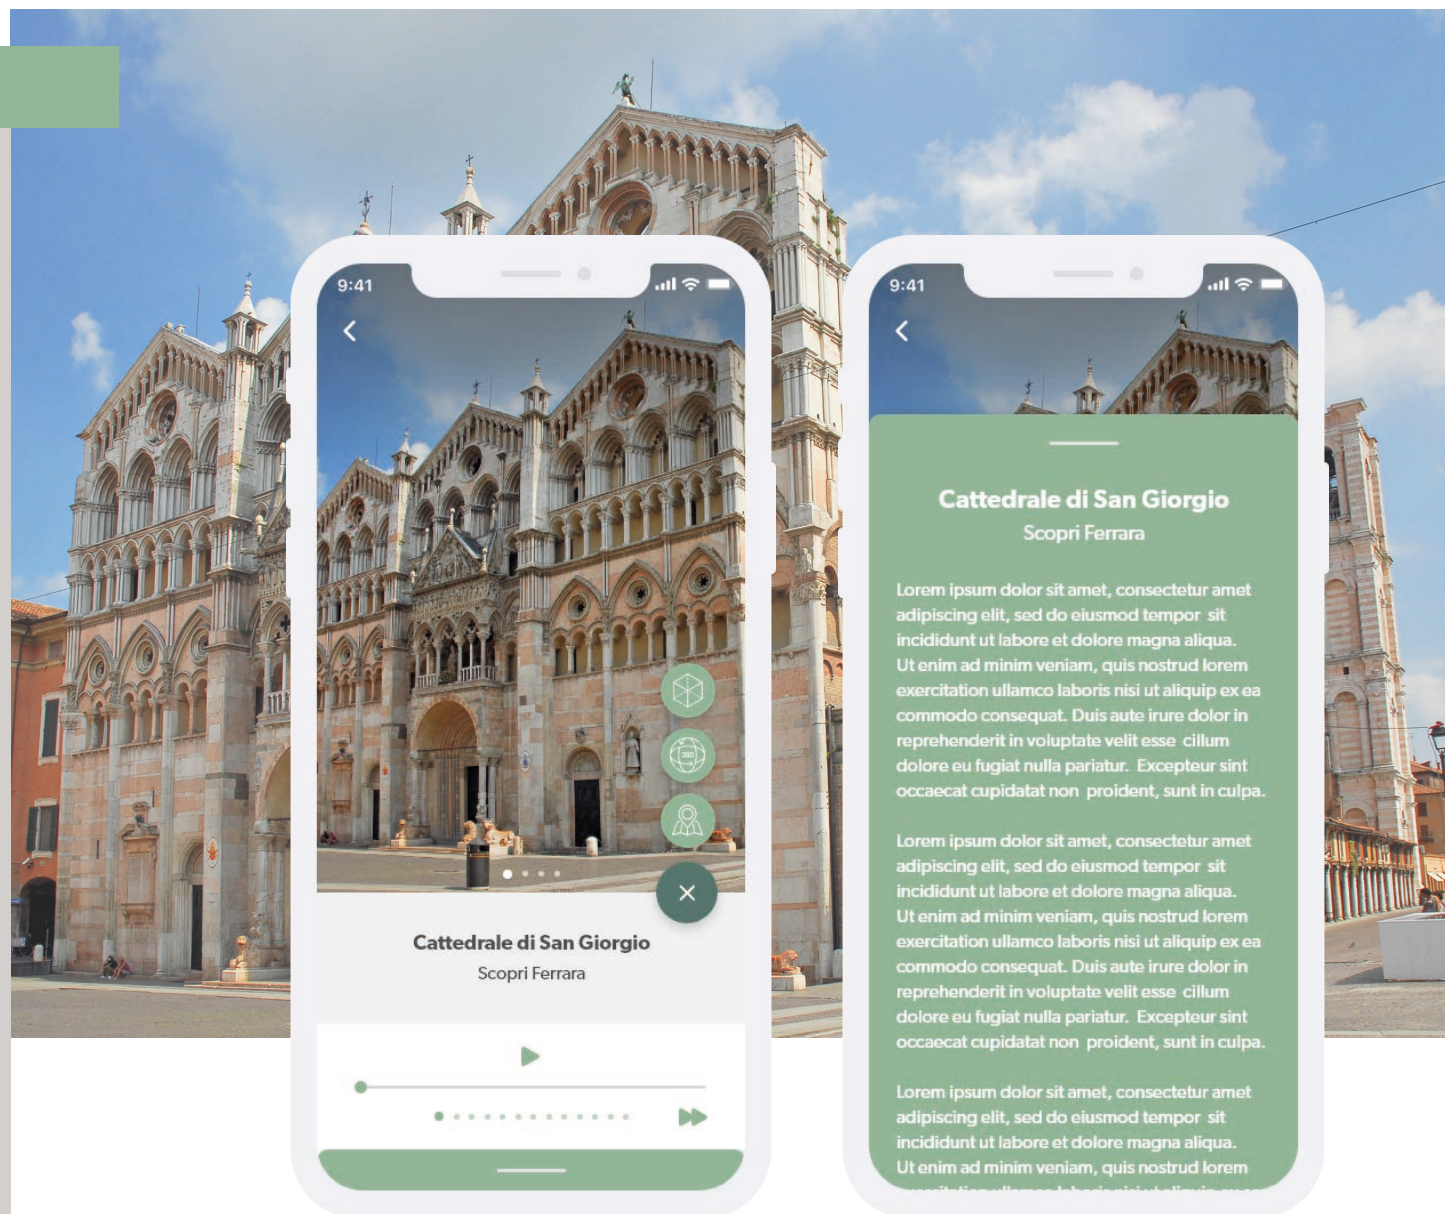 9:41
360
Cattedrale di San Giorgio
Scopri Ferrara
9:41
Cattedrale di San Giorgio
Scopri Ferrara
Lorem ipsum dolor sit amet, consectetur amet
adipiscing elit, sed do eiusmod tempor sit
incididunt ut labore et dolore magna aliqua.
Ut enim ad minim veniam, quis nostrud lorem
exercitation ullamco laboris nisi ut aliquip ex ea
commodo consequat. Duis aute irure dolor in
reprehenderit in voluptate velit esse cillum
dolore eu fugiat nulla pariatur. Excepteur sint
occaecat cupidatat non proident, sunt in culpa.
Lorem ipsum dolor sit amet, consectetur amet
adipiscing elit, sed do eiusmod tempor sit
incididunt ut labore et dolore magna aliqua.
Ut enim ad minim veniam, quis nostrud lorem
exercitation ullamco laboris nisi ut aliquip ex ea
commodo consequat. Duis aute irure dolor in
reprehenderit in voluptate velit esse cillum
dolore eu fugiat nulla pariatur. Excepteur sint
occaecat cupidatat non proident, sunt in culpa.
Lorem ipsum dolor sit amet, consectetur amet
adipiscing elit, sed do eiusmod tempor sit
incididunt ut labore et dolore magna aliqua.
Ut enim ad minim veniam, quis nostrud lorem